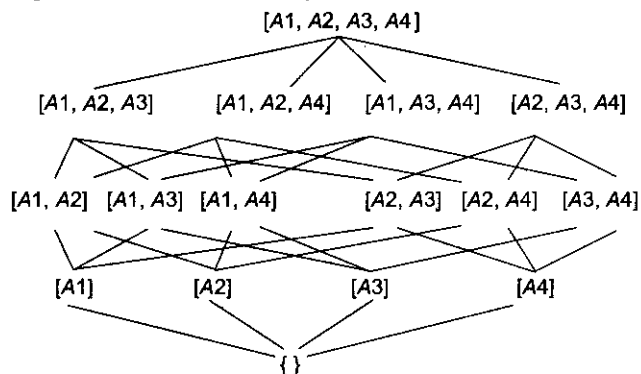 [A1, A2, A3, A4]
[A1, A2, A3] [A1, A2, A4] [A1, A3, A4] [A2, A3, A4]
[A1, A2] [A1, A3] [A1, A4] [A2, A3] [A2, A4] [A3, A4]
[A1] [A2] [A3] [A4]
{ }